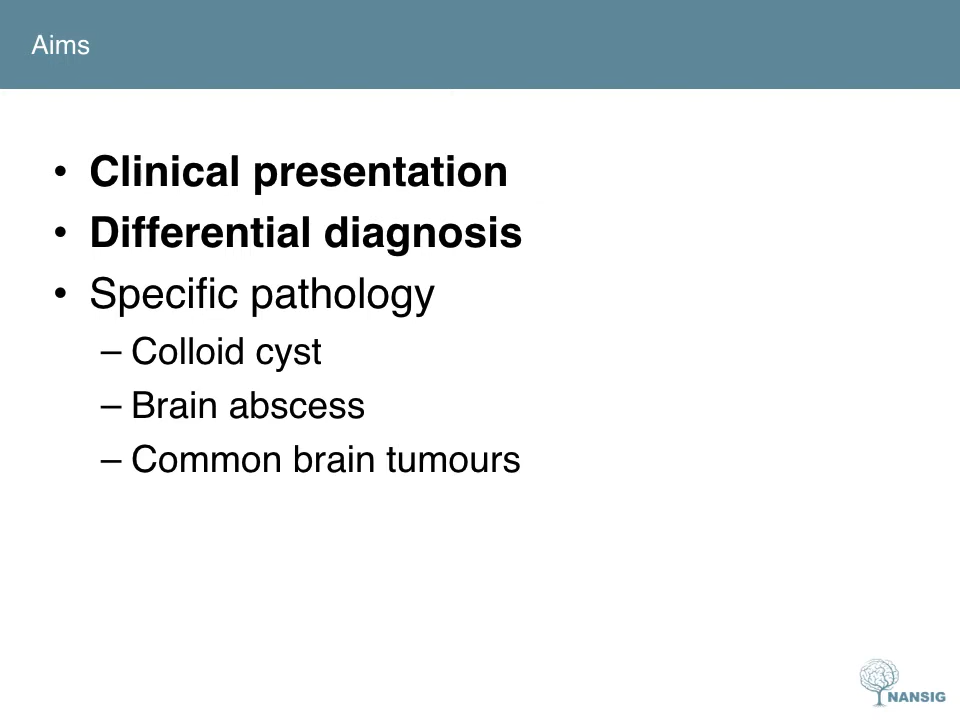 Aims
• Clinical presentation
• Differential diagnosis
• Specific pathology
– Colloid cyst
– Brain abscess
– Common brain tumours
NANSIG